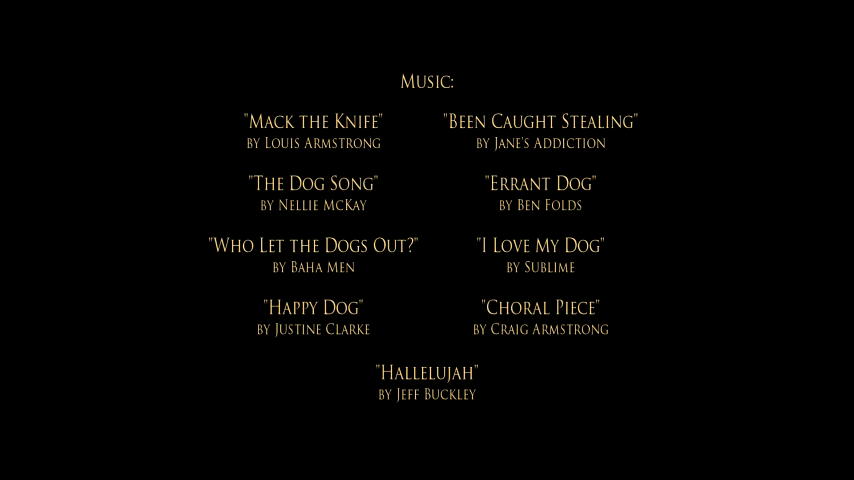 MUSIC:
"MACK THE KNIFE" "BEEN CAUGHT STEALING"
BY LOUIS ARMSTRONG BY JANE'S ADDICTION
"THE DOG SONG" "ERRANT DOG"
BY NELLIE MCKAY BY BEN FOLDS
"WHO LET THE DOGS OUT?" "I LOVE MY DOG"
BY BAHA MEN BY SUBLIME
"HAPPY DOG" "CHORAL PIECE"
BY JUSTINE CLARKE BY CRAIG ARMSTRONG
"HALLELUJAH"
BY JEFF BUCKLEY